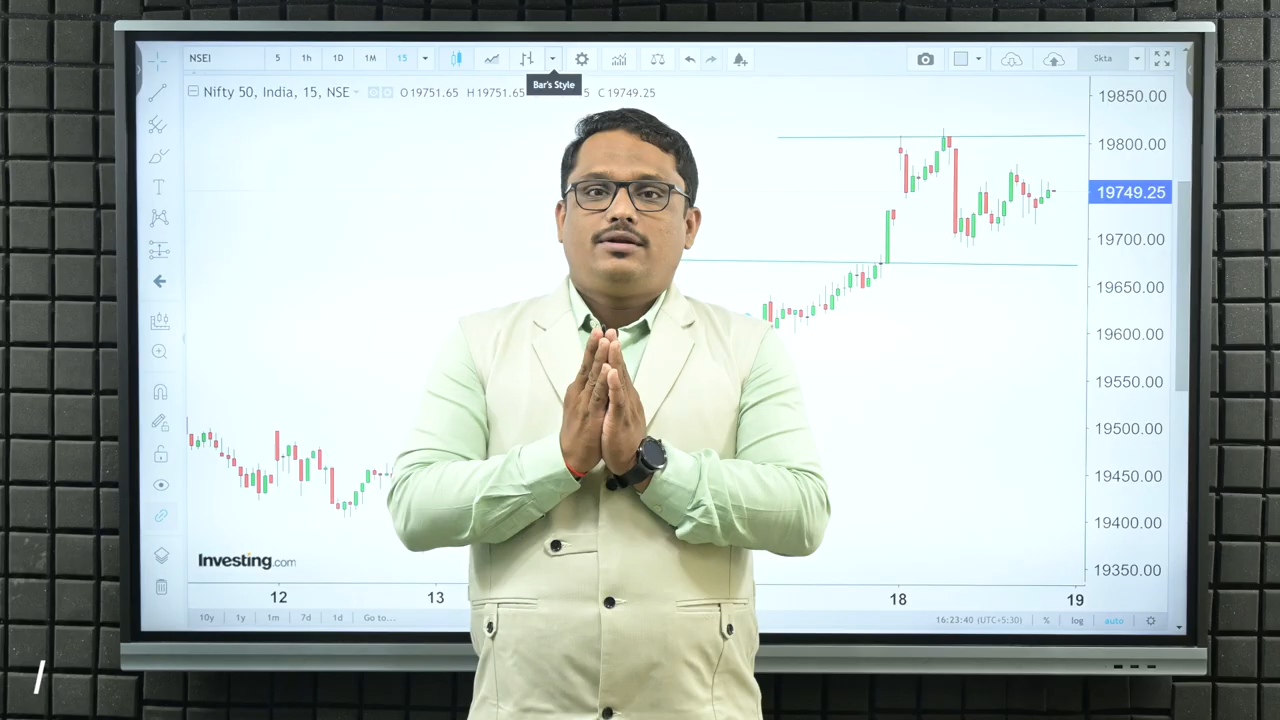 NSEI 5 1h 1D 1M 15 Skta
Bar's Style
Nifty 50, India, 15, NSE O19751.65 H19751.65 5 C19749.25
19850.00
19800.00
19749.25
19700.00
19650.00
19600.00
19550.00
19500.00
19450.00
19400.00
19350.00
Investing.com
12 13 18 19
10y 1y 1m 7d 1d Go to... 16:23:40 (UTC+5:30) % log auto
/